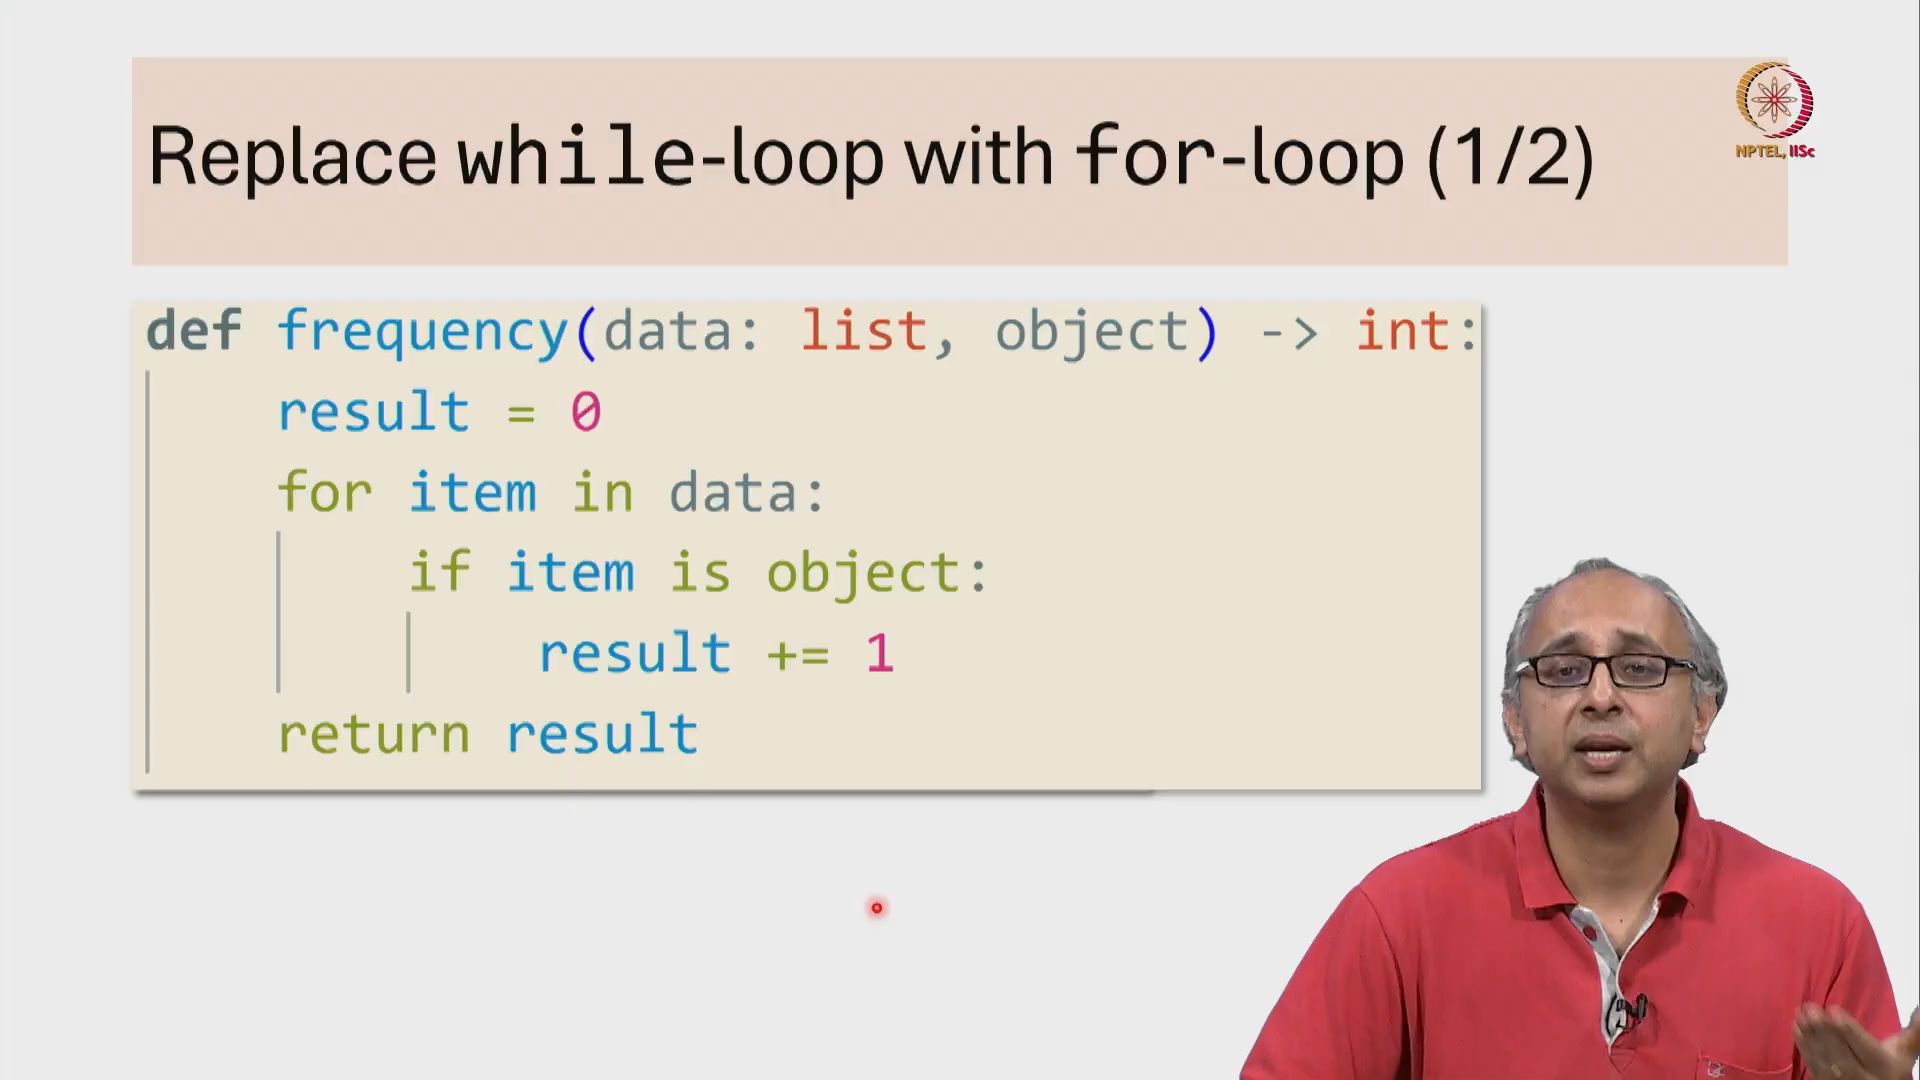 Replace while-loop with for-loop (1/2)
NPTEL, IISc
def frequency(data: list, object) -> int:
    result = 0
    for item in data:
        if item is object:
            result += 1
    return result